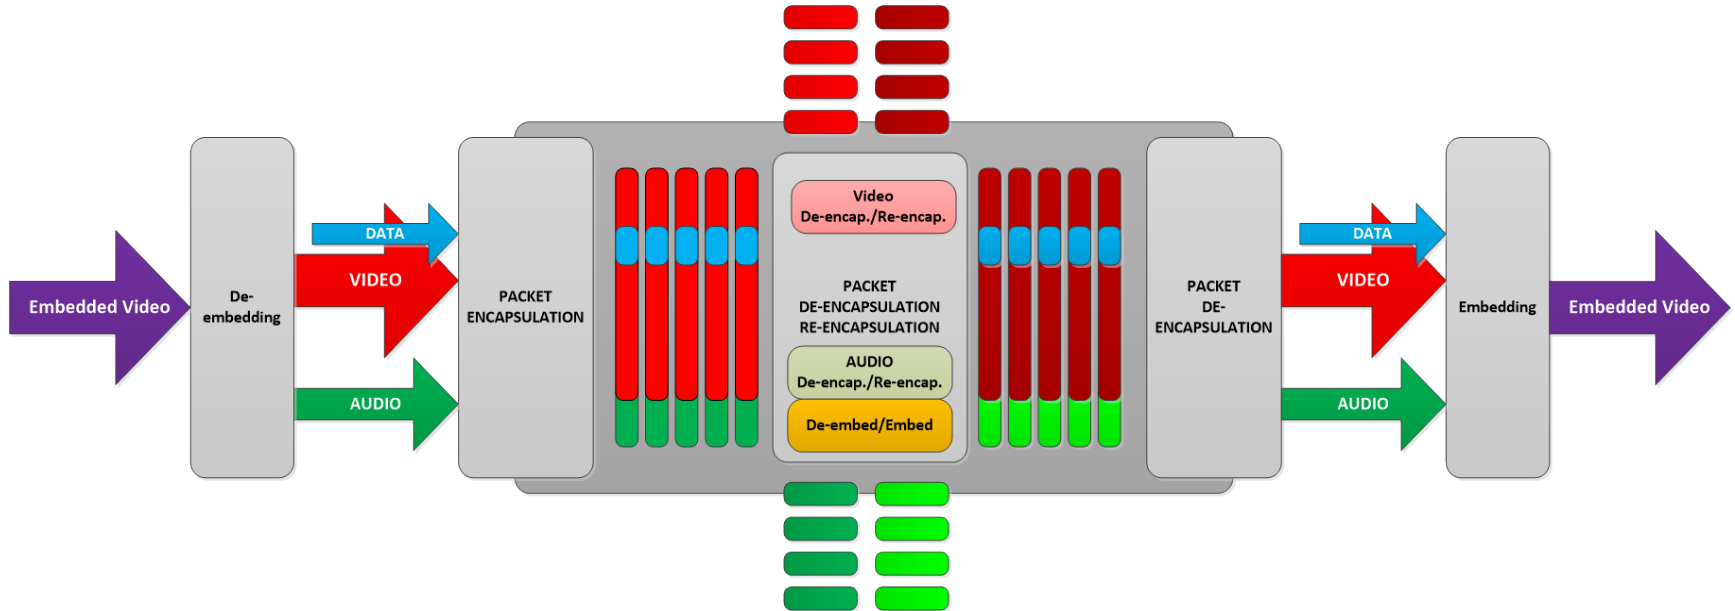 Embedded Video
De-
embedding
DATA
VIDEO
AUDIO
PACKET
ENCAPSULATION
Video
De-encap./Re-encap.
PACKET
DE-ENCAPSULATION
RE-ENCAPSULATION
AUDIO
De-encap./Re-encap.
De-embed/Embed
PACKET
DE-
ENCAPSULATION
DATA
VIDEO
AUDIO
Embedding
Embedded Video